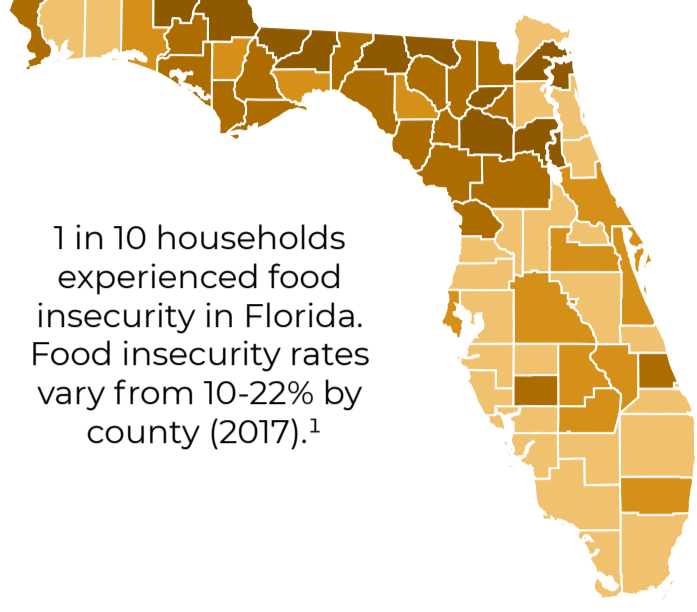 1 in 10 households
experienced food
insecurity in Florida.
Food insecurity rates
vary from 10-22% by
county (2017).¹